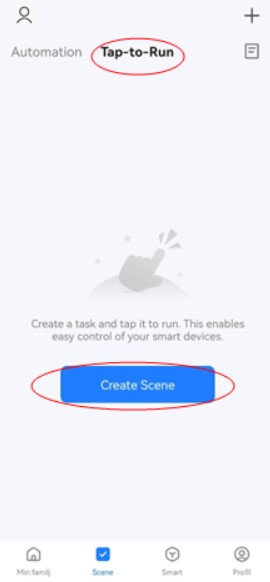 Automation Tap-to-Run
Create a task and tap it to run. This enables
easy control of your smart devices.
Create Scene
Min familj Scene Smart Profil